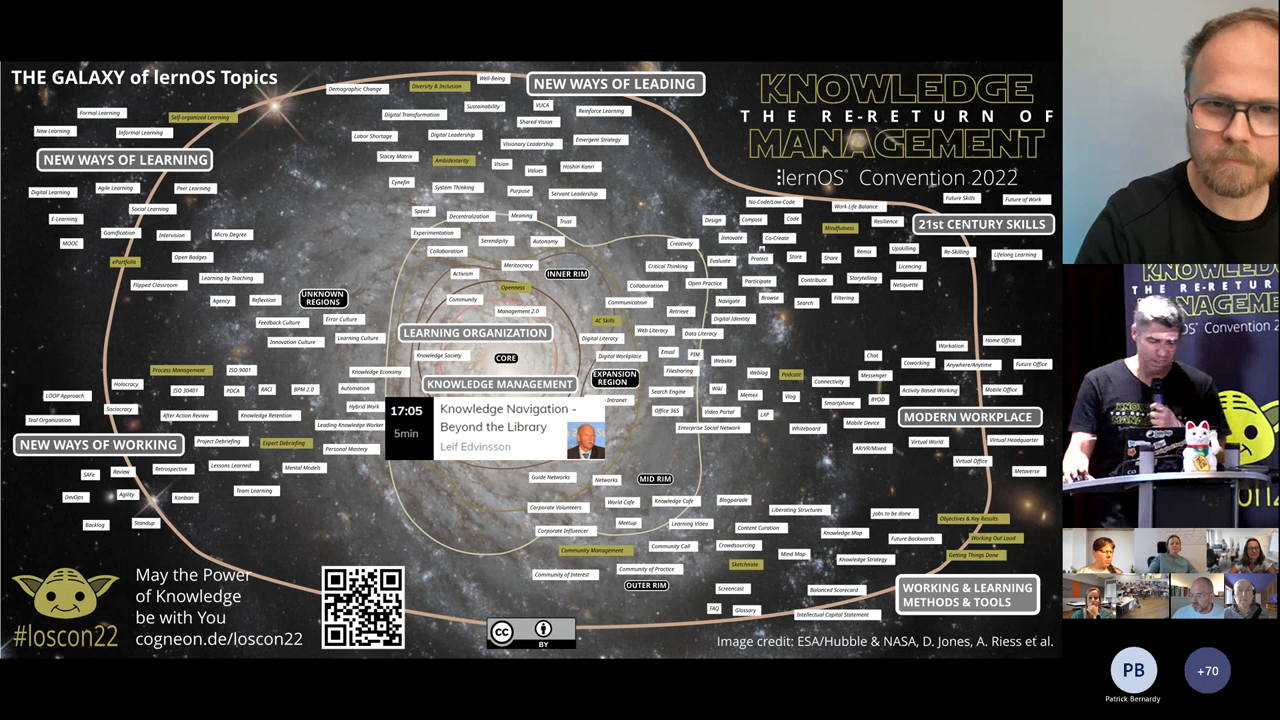 THE GALAXY of lernOS Topics
KNOWLEDGE
THE RE-RETURN OF
MANAGEMENT
lernOS® Convention 2022
NEW WAYS OF LEADING
Demographic Change
Diversity & Inclusion
Well-Being
Digital Transformation
Sustainability
VUCA
Reinforce Learning
Shared Vision
Labor Shortage
Digital Leadership
Visionary Leadership
Emergent Strategy
Stacey Matrix
Ambidexterity
Vision
Values
Hoshin Kanri
Cynefin
System Thinking
Purpose
Servant Leadership
Speed
Decentralization
Meaning
Trust
Experimentation
Serendipity
Autonomy
Collaboration
Meritocracy
INNER RIM
Activism
Openness
Community
Management 2.0
Formal Learning
Self-organized Learning
New Learning
Informal Learning
NEW WAYS OF LEARNING
Digital Learning
Agile Learning
Peer Learning
Social Learning
E-Learning
Gamification
Intervision
Micro Degree
MOOC
ePortfolio
Open Badges
Flipped Classroom
Learning by Teaching
Agency
Reflection
UNKNOWN
REGIONS
Feedback Culture
Error Culture
Innovation Culture
Learning Culture
LEARNING ORGANIZATION
Knowledge Society
CORE
Knowledge Economy
KNOWLEDGE MANAGEMENT
EXPANSION
REGION
Future Skills
Future of Work
No-Code/Low-Code
Work Life Balance
21st CENTURY SKILLS
Design
Compose
Code
Mindfulness
Resilience
Innovate
Co-Create
Creativity
Evaluate
Protect
Store
Share
Remix
Upskilling
Re-Skilling
Lifelong Learning
Critical Thinking
Licencing
Collaboration
Open Practice
Participate
Contribute
Storytelling
Netiquette
Communication
Navigate
Browse
Search
Filtering
Retrieve
4C Skills
Digital Identity
Web Literacy
Data Literacy
Digital Literacy
Digital Workplace
Email
PIM
Website
Filesharing
Weblog
Podcast
Connectivity
Chat
Messenger
Search Engine
Wiki
Memex
Vlog
Smartphone
BYOD
Intranet
Office 365
Video Portal
LXP
Mobile Device
Enterprise Social Network
Whiteboard
AR/VR/Mixed
Workation
Home Office
Coworking
Anywhere/Anytime
Future Office
Activity Based Working
Mobile Office
MODERN WORKPLACE
Virtual World
Virtual Headquarter
Virtual Office
Metaverse
Process Management
ISO 9001
Holocracy
ISO 30401
PDCA
RACI
BPM 2.0
Automation
LOOP Approach
Sociocracy
Hybrid Work
Teal Organization
After Action Review
Knowledge Retention
Leading Knowledge Worker
NEW WAYS OF WORKING
Project Debriefing
Expert Debriefing
Personal Mastery
SAFe
Review
Retrospective
Lessons Learned
Mental Models
DevOps
Agility
Kanban
Team Learning
Backlog
Standup
17:05
5min
Knowledge Navigation -
Beyond the Library
Leif Edvinsson
Guide Networks
Networks
MID RIM
Corporate Volunteers
World Cafe
Knowledge Cafe
Blogparade
Meetup
Learning Video
Corporate Influencer
Liberating Structures
Jobs to be done
Objectives & Key Results
Content Curation
Knowledge Map
Future Backwards
Working Out Loud
Community Management
Community Call
Crowdsourcing
Mind Map
Knowledge Strategy
Getting Things Done
Community of Interest
Community of Practice
Sketchnote
OUTER RIM
Screencast
Balanced Scorecard
WORKING & LEARNING
METHODS & TOOLS
FAQ
Glossary
Intellectual Capital Statement
#loscon22
May the Power
of Knowledge
be with You
cogneon.de/loscon22
CC
BY
Image credit: ESA/Hubble & NASA, D. Jones, A. Riess et al.
PB
+70
Patrick Bernardy